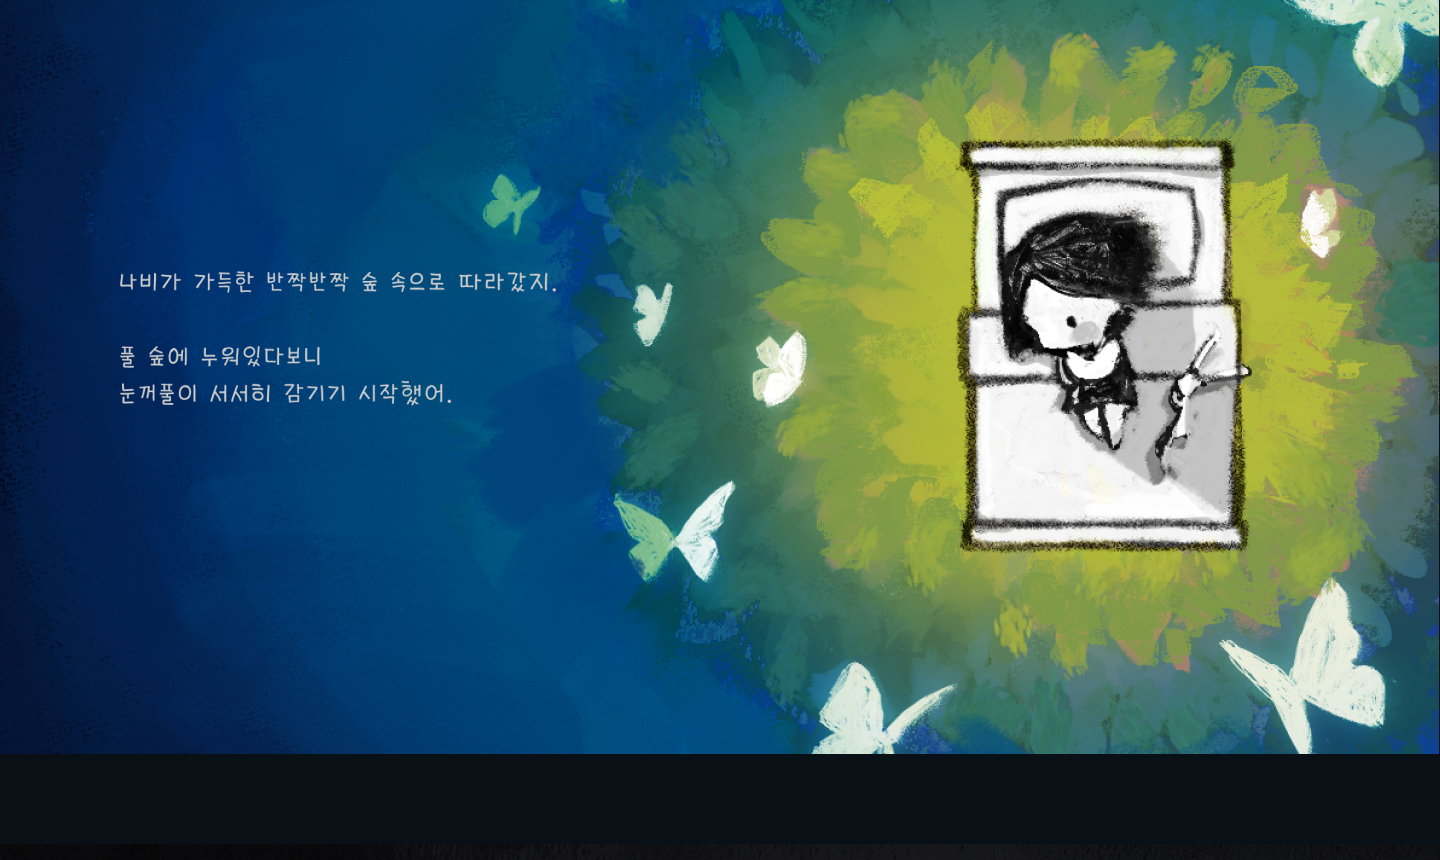 나비가 가득한 반짝반짝 숲 속으로 따라갔지.
풀 숲에 누워있다보니
눈꺼풀이 서서히 감기기 시작했어.